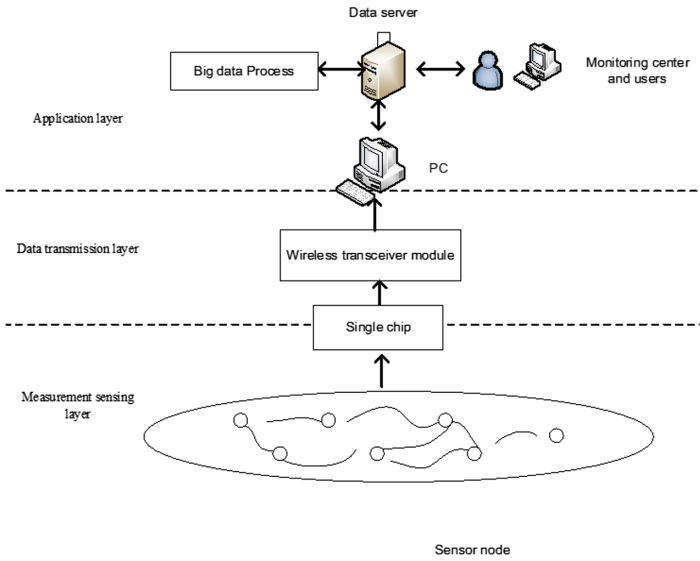 Data server
Big data Process
Monitoring center
and users
Application layer
PC
Data transmission layer
Wireless transceiver module
Single chip
Measurement sensing
layer
Sensor node